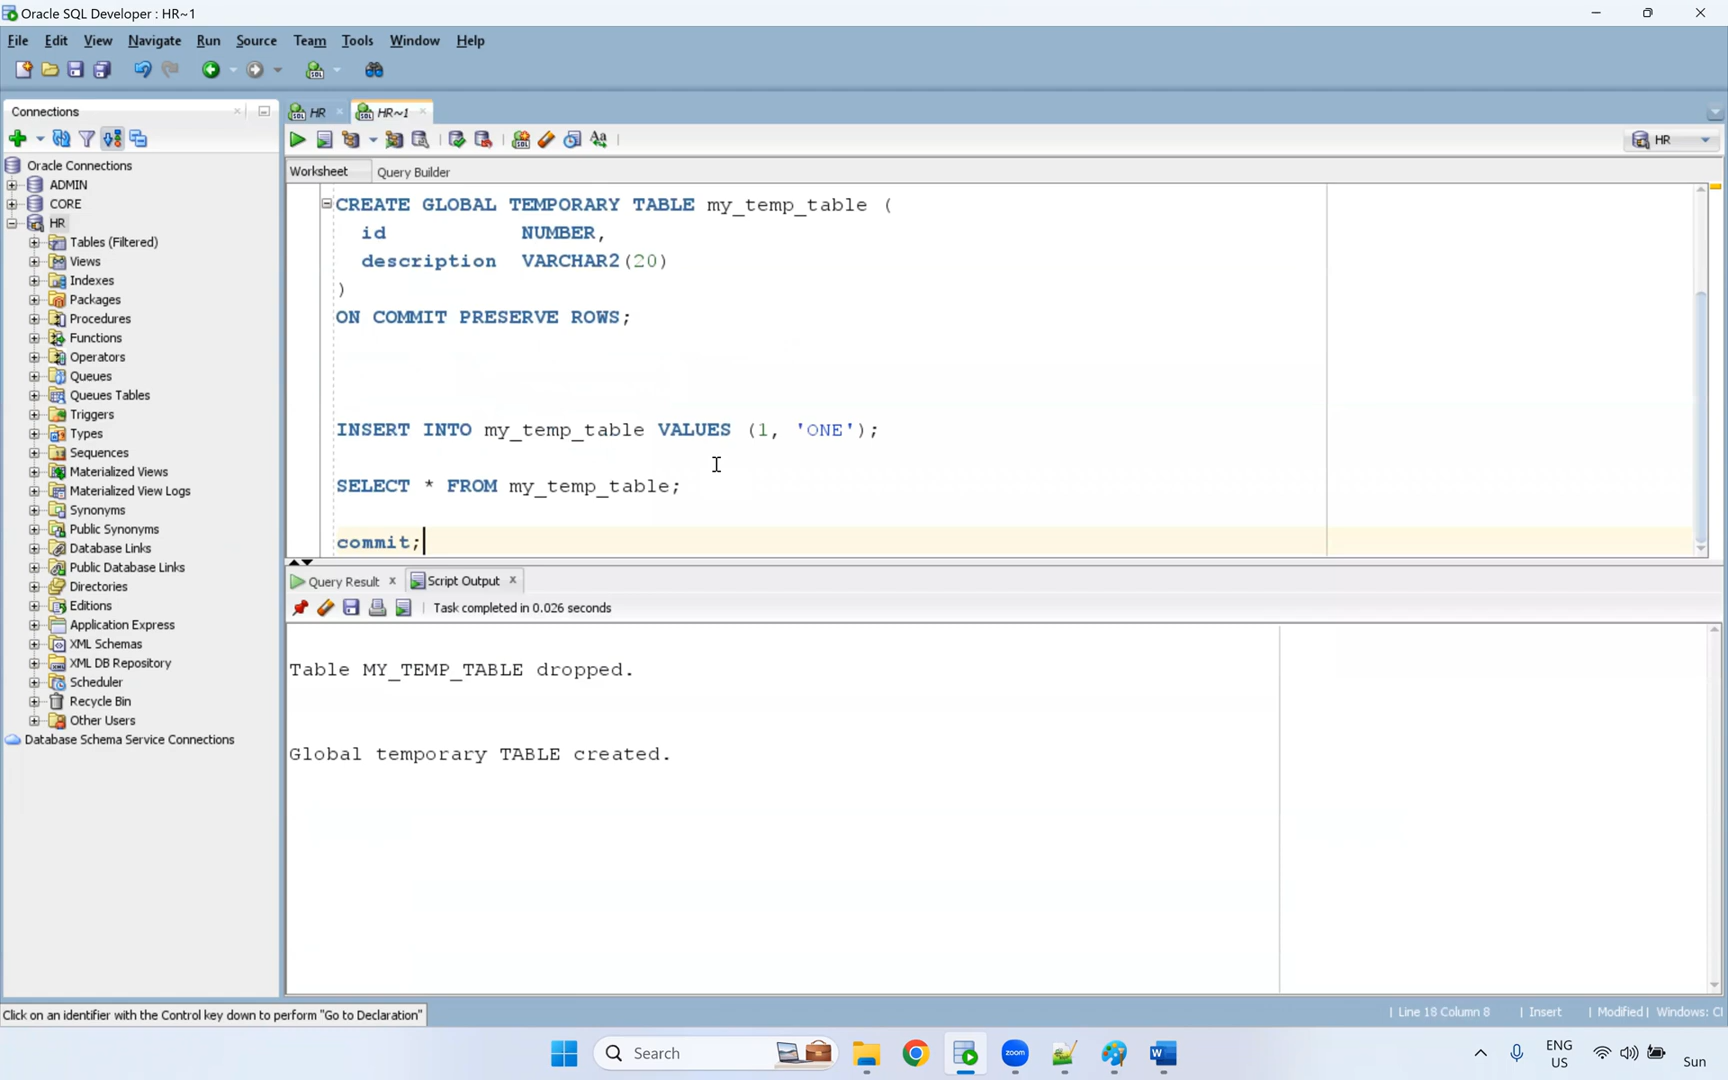 Oracle SQL Developer : HR~1
File Edit View Navigate Run Source Team Tools Window Help
Connections
HR
HR~1
HR
Worksheet
Query Builder
Oracle Connections
ADMIN
CORE
HR
Tables (Filtered)
Views
Indexes
Packages
Procedures
Functions
Operators
Queues
Queues Tables
Triggers
Types
Sequences
Materialized Views
Materialized View Logs
Synonyms
Public Synonyms
Database Links
Public Database Links
Directories
Editions
Application Express
XML Schemas
XML DB Repository
Scheduler
Recycle Bin
Other Users
Database Schema Service Connections
CREATE GLOBAL TEMPORARY TABLE my_temp_table (
id NUMBER,
description VARCHAR2(20)
)
ON COMMIT PRESERVE ROWS;
INSERT INTO my_temp_table VALUES (1, 'ONE');
SELECT * FROM my_temp_table;
commit;
Query Result
Script Output
Task completed in 0.026 seconds
Table MY_TEMP_TABLE dropped.
Global temporary TABLE created.
Click on an identifier with the Control key down to perform "Go to Declaration"
| Line 18 Column 8 | Insert | Modified | Windows: Cl
Search
zoom
ENG
US
Sun